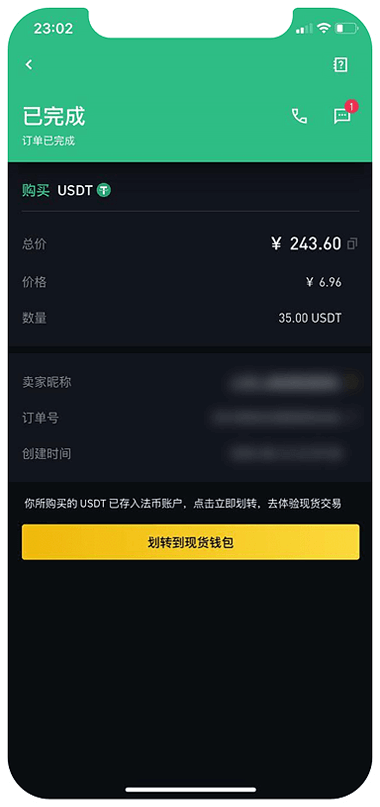 23:02
已完成
1
订单已完成
购买 USDT
总价 ¥ 243.60
价格 ¥ 6.96
数量 35.00 USDT
卖家昵称
订单号
创建时间
你所购买的 USDT 已存入法币账户，点击立即划转，去体验现货交易
划转到现货钱包